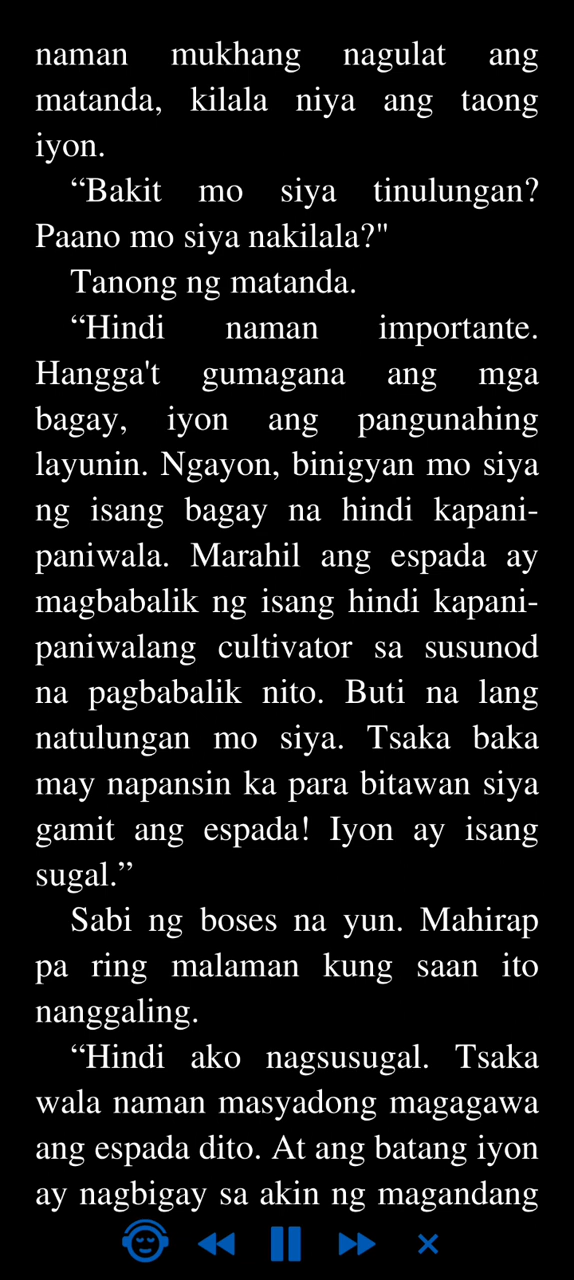 naman mukhang nagulat ang
matanda, kilala niya ang taong
iyon.
“Bakit mo siya tinulungan?
Paano mo siya nakilala?"
Tanong ng matanda.
“Hindi naman importante.
Hangga't gumagana ang mga
bagay, iyon ang pangunahing
layunin. Ngayon, binigyan mo siya
ng isang bagay na hindi kapani-
paniwala. Marahil ang espada ay
magbabalik ng isang hindi kapani-
paniwalang cultivator sa susunod
na pagbabalik nito. Buti na lang
natulungan mo siya. Tsaka baka
may napansin ka para bitawan siya
gamit ang espada! Iyon ay isang
sugal.”
Sabi ng boses na yun. Mahirap
pa ring malaman kung saan ito
nanggaling.
“Hindi ako nagsusugal. Tsaka
wala naman masyadong magagawa
ang espada dito. At ang batang iyon
ay nagbigay sa akin ng magandang